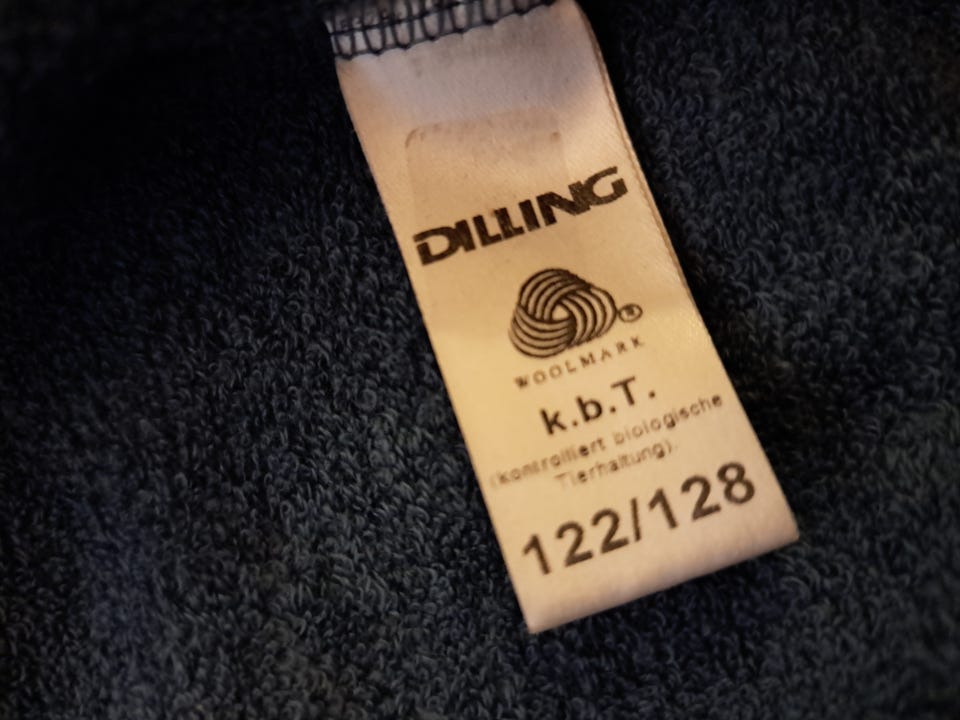 DILLING
®
WOOLMARK
k.b.T.
(kontrolliert biologische
Tierhaltung).
122/128